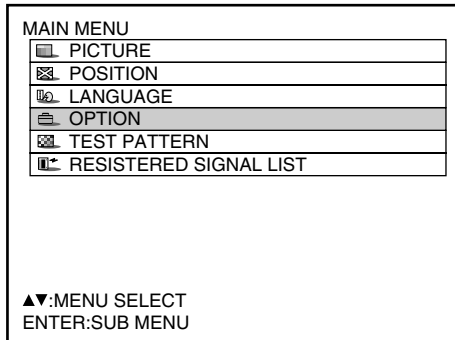 MAIN MENU
PICTURE
POSITION
LANGUAGE
OPTION
TEST PATTERN
RESISTERED SIGNAL LIST
▲▼:MENU SELECT
ENTER:SUB MENU